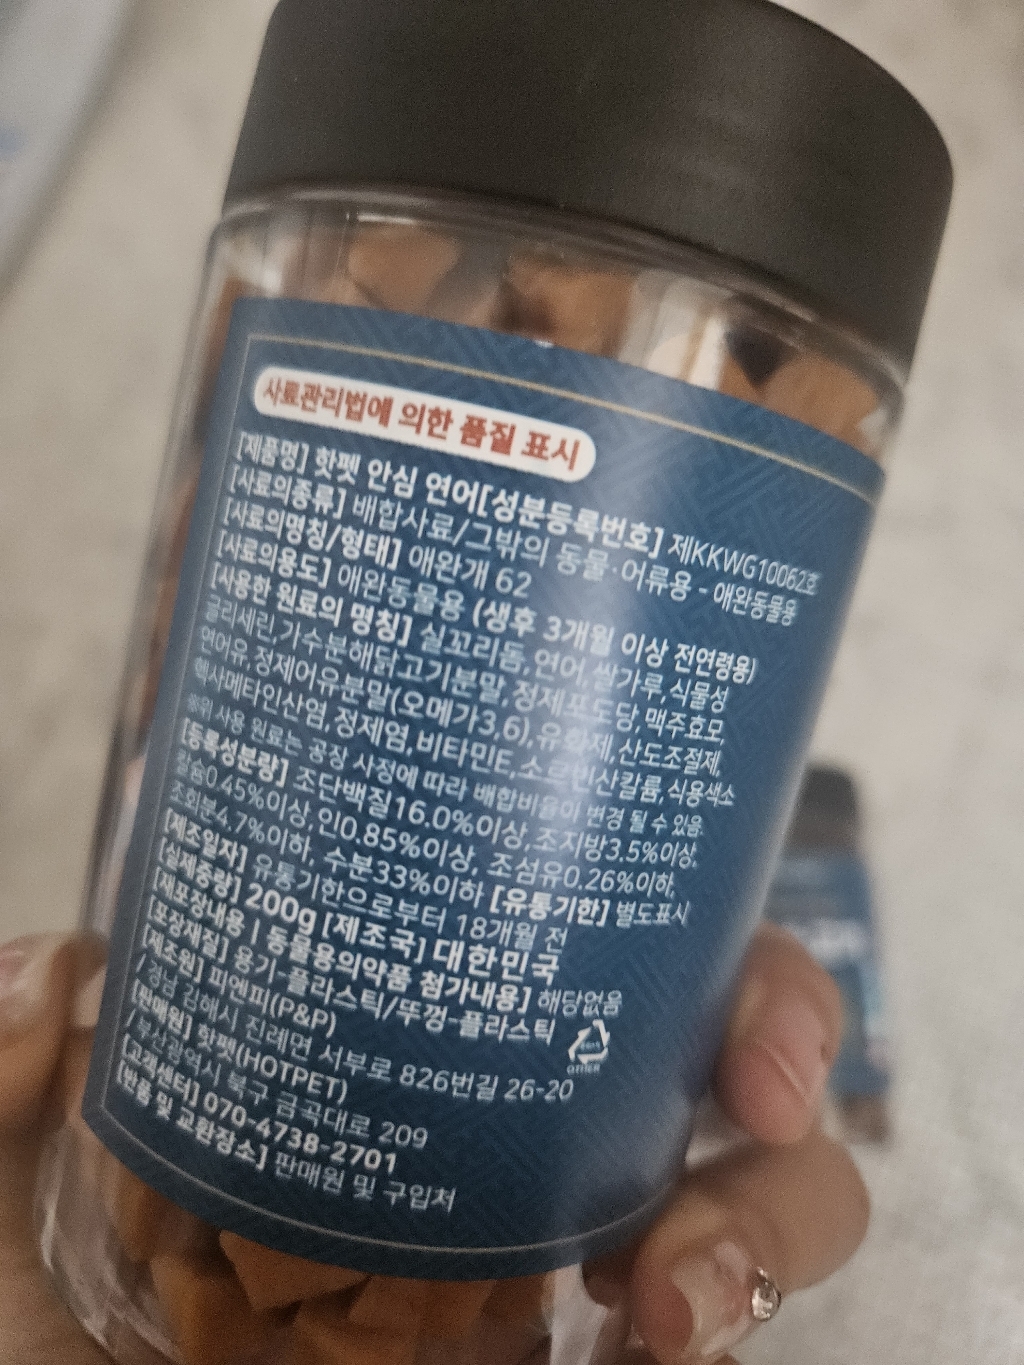 사료관리법에 의한 품질 표시
[제품명] 핫펫 안심 연어[성분등록번호] 제KKWG10062호
[사료의종류] 배합사료/그밖의 동물·어류용 - 애완동물용
[사료의명칭/형태] 애완개 62
[사료의용도] 애완동물용 (생후 3개월 이상 전연령용)
[사용한 원료의 명칭] 실꼬리돔,연어,쌀가루,식물성
글리세린,가수분해닭고기분말,정제포도당,맥주효모,
연어유,정제어유분말(오메가3,6),유화제,산도조절제,
헥사메타인산염,정제염,비타민E,소르빈산칼륨,식용색소
※위 사용 원료는 공장 사정에 따라 배합비율이 변경 될 수 있음.
[등록성분량] 조단백질16.0%이상,조지방3.5%이상,
칼슘0.45%이상,인0.85%이상, 조섬유0.26%이하,
조회분4.7%이하, 수분33%이하 [유통기한] 별도표시
[제조일자] 유통기한으로부터 18개월 전
[실제중량] 200g [제조국] 대한민국
[재포장내용 | 동물용의약품 첨가내용] 해당없음
[포장재질] 용기-플라스틱/뚜껑-플라스틱
[제조원] 피엔피(P&P)
/ 경남 김해시 진례면 서부로 826번길 26-20
[판매원] 핫펫(HOTPET)
/ 부산광역시 북구 금곡대로 209
[고객센터] 070-4738-2701
[반품 및 교환장소] 판매원 및 구입처
OTHER